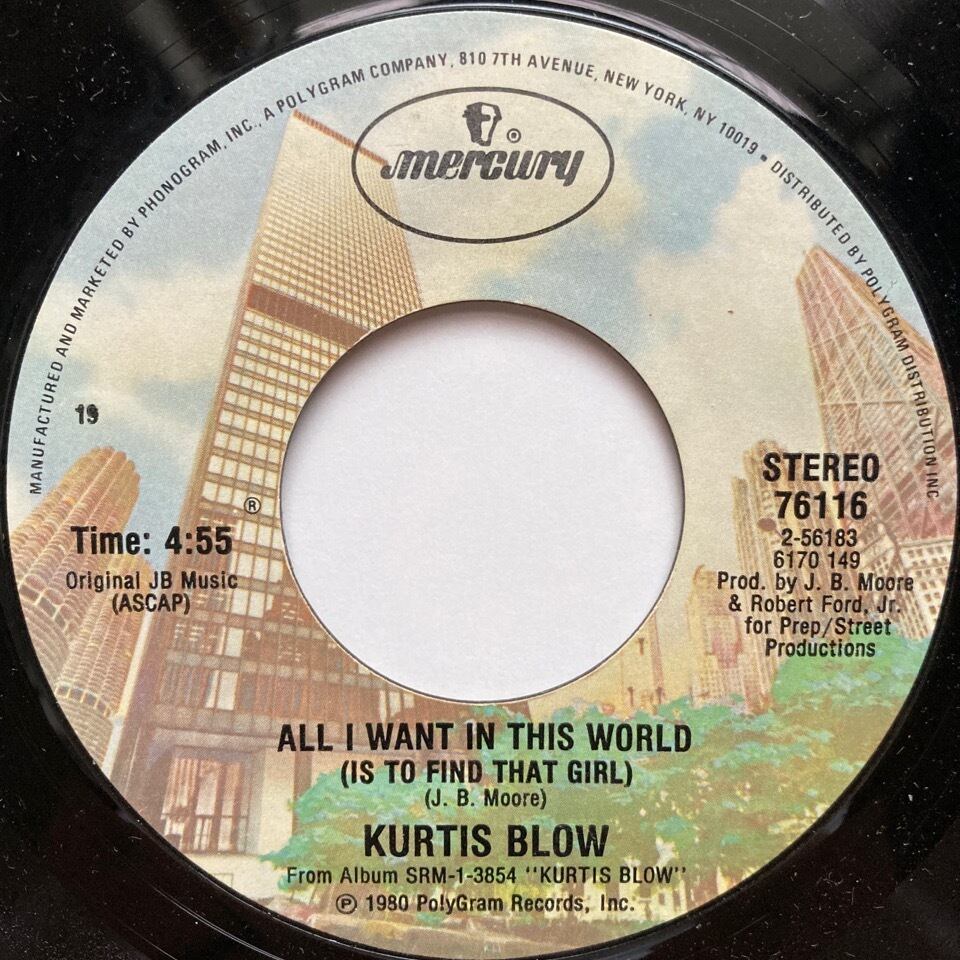 MANUFACTURED AND MARKETED BY PHONOGRAM, INC., A POLYGRAM COMPANY, 810 7TH AVENUE, NEW YORK, NY 10019 • DISTRIBUTED BY POLYGRAM DISTRIBUTION INC
mercury ®
19
®
Time: 4:55
Original JB Music
(ASCAP)
STEREO
76116
2-56183
6170 149
Prod. by J. B. Moore
& Robert Ford, Jr.
for Prep/Street
Productions
ALL I WANT IN THIS WORLD
(IS TO FIND THAT GIRL)
(J. B. Moore)
KURTIS BLOW
From Album SRM-1-3854 "KURTIS BLOW"
℗ 1980 PolyGram Records, Inc.